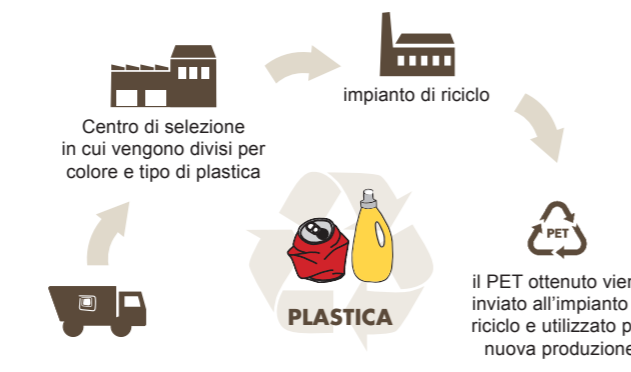 impianto di riciclo
Centro di selezione
in cui vengono divisi per
colore e tipo di plastica
PET
il PET ottenuto
inviato all'impianto
riciclo e utilizzato
nuova produzione
PLASTICA